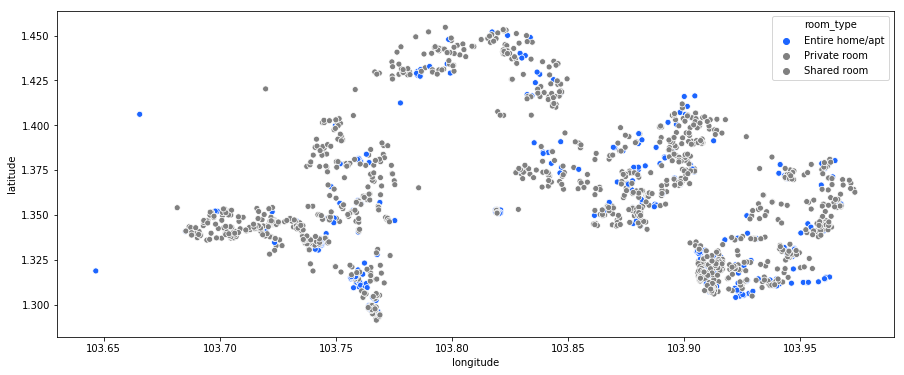 room_type
Entire home/apt
Private room
Shared room
latitude
1.450
1.425
1.400
1.375
1.350
1.325
1.300
103.65 103.70 103.75 103.80 103.85 103.90 103.95
longitude